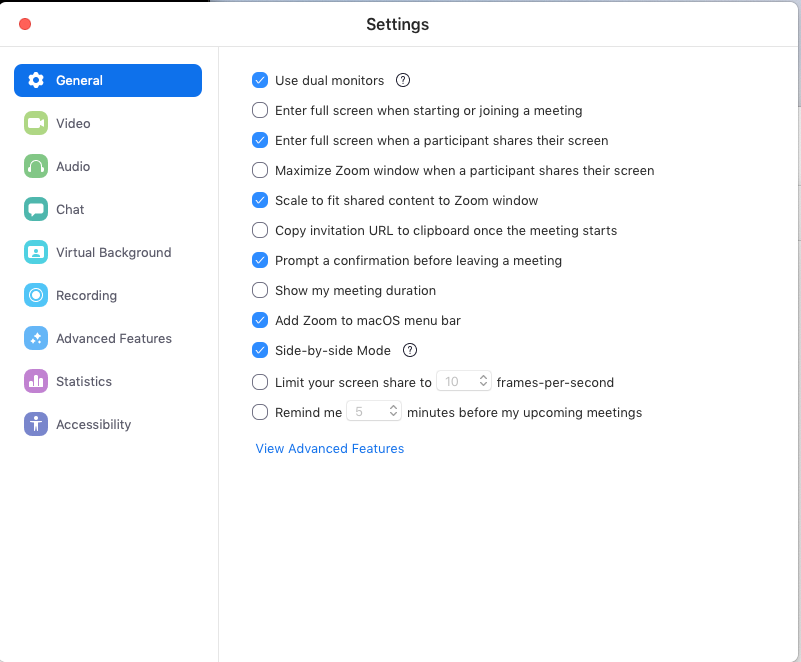 Settings
General
Video
Audio
Chat
Virtual Background
Recording
Advanced Features
Statistics
Accessibility
Use dual monitors ?
Enter full screen when starting or joining a meeting
Enter full screen when a participant shares their screen
Maximize Zoom window when a participant shares their screen
Scale to fit shared content to Zoom window
Copy invitation URL to clipboard once the meeting starts
Prompt a confirmation before leaving a meeting
Show my meeting duration
Add Zoom to macOS menu bar
Side-by-side Mode ?
Limit your screen share to 10 frames-per-second
Remind me 5 minutes before my upcoming meetings
View Advanced Features